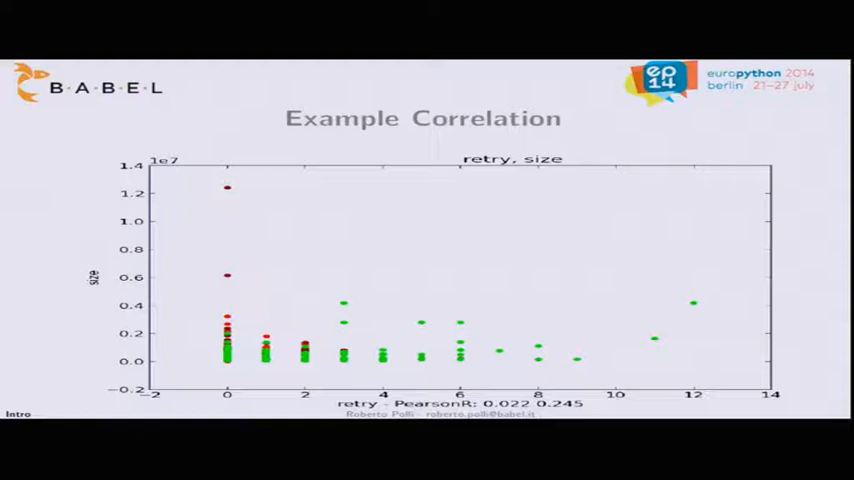 B·A·B·E·L
ep14
europython 2014
berlin 21-27 july
Example Correlation
retry, size
1e7
1.4
1.2
1.0
0.8
0.6
0.4
0.2
0.0
−0.2
size
−2 0 2 4 6 8 10 12 14
retry - PearsonR: 0.022 0.245
Intro
Roberto Polli - roberto.polli@babel.it